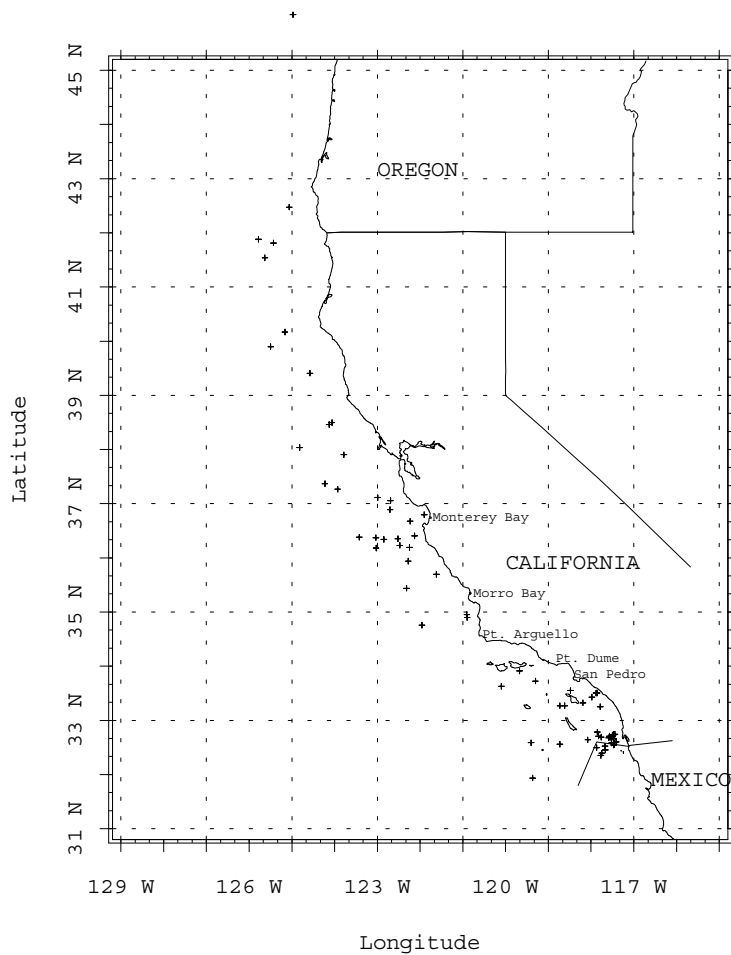 45 N
OREGON
43 N
41 N
39 N
Latitude
37 N
Monterey Bay
CALIFORNIA
Morro Bay
35 N
Pt. Arguello
Pt. Dume
San Pedro
33 N
MEXICO
31 N
129 W 126 W 123 W 120 W 117 W
Longitude